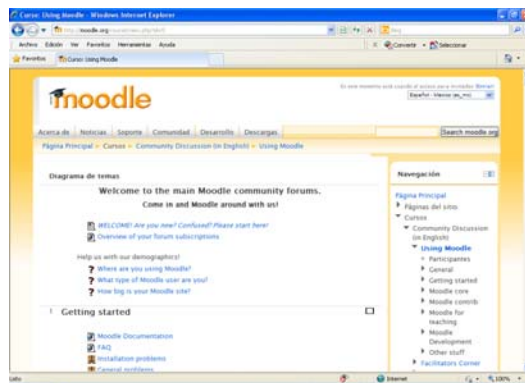 Curso: Using Moodle - Windows Internet Explorer
Archivo Edición Ver Favoritos Herramientas Ayuda
Convertir Seleccionar
Favoritos Curso: Using Moodle
moodle
Español - Mexico (es_mx)
Acerca de Noticias Soporte Comunidad Desarrollo Descargas
Search moodle.org
Página Principal Cursos Community Discussion (in English) Using Moodle
Diagrama de temas
Welcome to the main Moodle community forums.
Come in and Moodle around with us!
WELCOME! Are you new? Confused? Please start here!
Overview of your forum subscriptions
Help us with our demographics!
Where are you using Moodle?
What type of Moodle user are you?
How big is your Moodle site?
1 Getting started
Moodle Documentation
FAQ
Installation problems
General problems
Navegación
Página Principal
Páginas del sitio
Cursos
Community Discussion
(in English)
Using Moodle
Participantes
General
Getting started
Moodle core
Moodle contrib
Moodle for
teaching
Moodle
Development
Other stuff
Facilitators Corner
Listo
Internet
100%